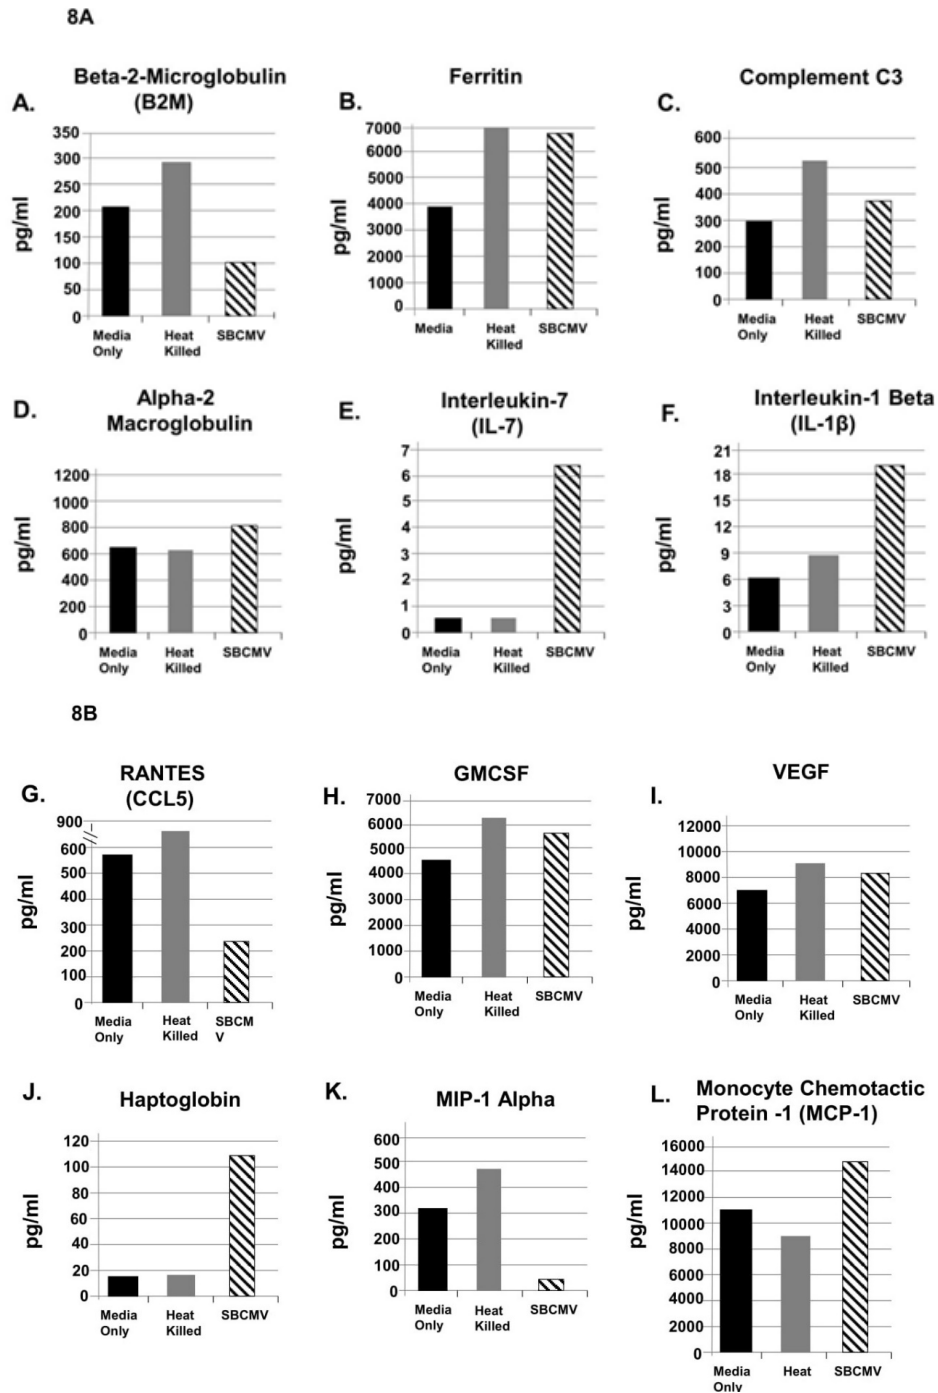 8A
Beta-2-Microglobulin
(B2M)
A.
350
300
250
200
150
100
50
0
pg/ml
Media
Only
Heat
Killed
SBCMV
Ferritin
B.
7000
6000
5000
4000
3000
2000
1000
0
pg/ml
Media
Heat
Killed
SBCMV
Complement C3
C.
600
500
400
300
200
100
0
pg/ml
Media
Only
Heat
Killed
SBCMV
Alpha-2
Macroglobulin
D.
1200
1000
800
600
400
200
0
pg/ml
Media
Only
Heat
Killed
SBCMV
Interleukin-7
(IL-7)
E.
7
6
5
4
3
2
1
0
pg/ml
Media
Only
Heat
Killed
SBCMV
Interleukin-1 Beta
(IL-1β)
F.
21
18
15
12
9
6
3
0
pg/ml
Media
Only
Heat
Killed
SBCMV
8B
RANTES
(CCL5)
G.
900
600
500
400
300
200
100
0
pg/ml
Media
Only
Heat
Killed
SBCM
V
GMCSF
H.
7000
6000
5000
4000
3000
2000
1000
0
pg/ml
Media
Only
Heat
Killed
SBCMV
VEGF
I.
12000
10000
8000
6000
4000
2000
0
pg/ml
Media
Only
Heat
Killed
SBCMV
Haptoglobin
J.
120
100
80
60
40
20
0
pg/ml
Media
Only
Heat
Killed
SBCMV
MIP-1 Alpha
K.
600
500
400
300
200
100
0
pg/ml
Media
Only
Heat
Killed
SBCMV
Monocyte Chemotactic
Protein -1 (MCP-1)
L.
16000
14000
12000
10000
8000
6000
4000
2000
0
pg/ml
Media
Only
Heat
SBCMV